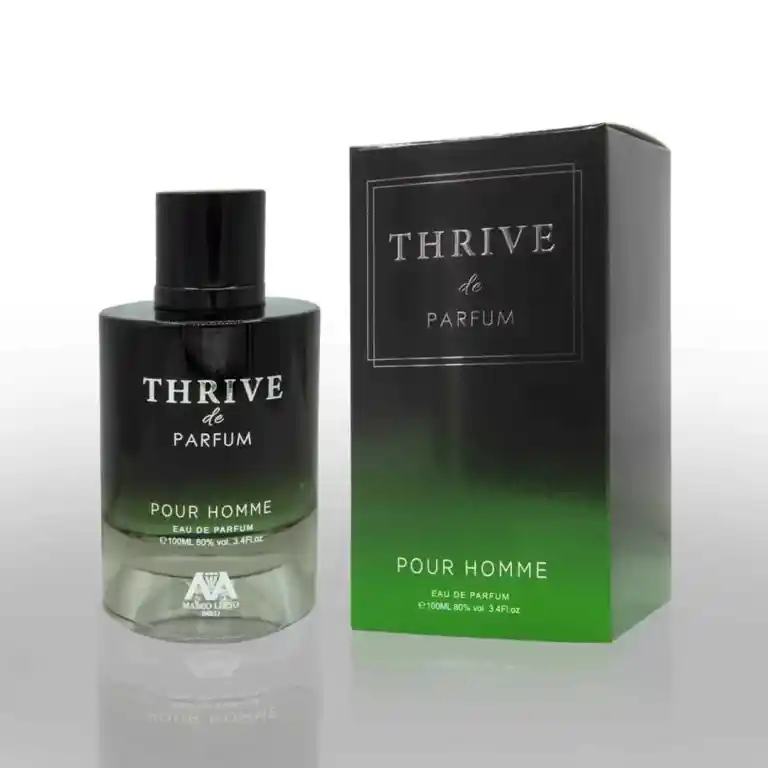 THRIVE
de
PARFUM
POUR HOMME
EAU DE PARFUM
℮100ML 80% vol. 3.4Fl.oz
THRIVE
de
PARFUM
POUR HOMME
EAU DE PARFUM
℮100ML 80% vol 3.4Fl.oz